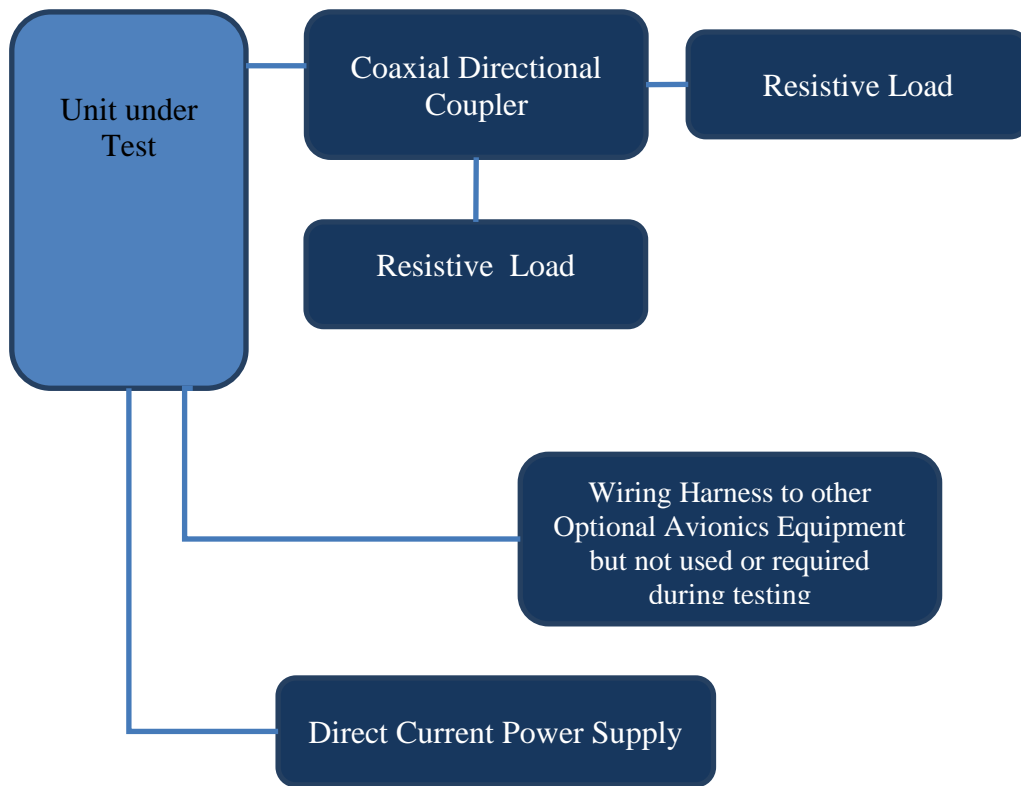 Unit under
Test
Coaxial Directional
Coupler
Resistive Load
Resistive Load
Wiring Harness to other
Optional Avionics Equipment
but not used or required
during testing
Direct Current Power Supply